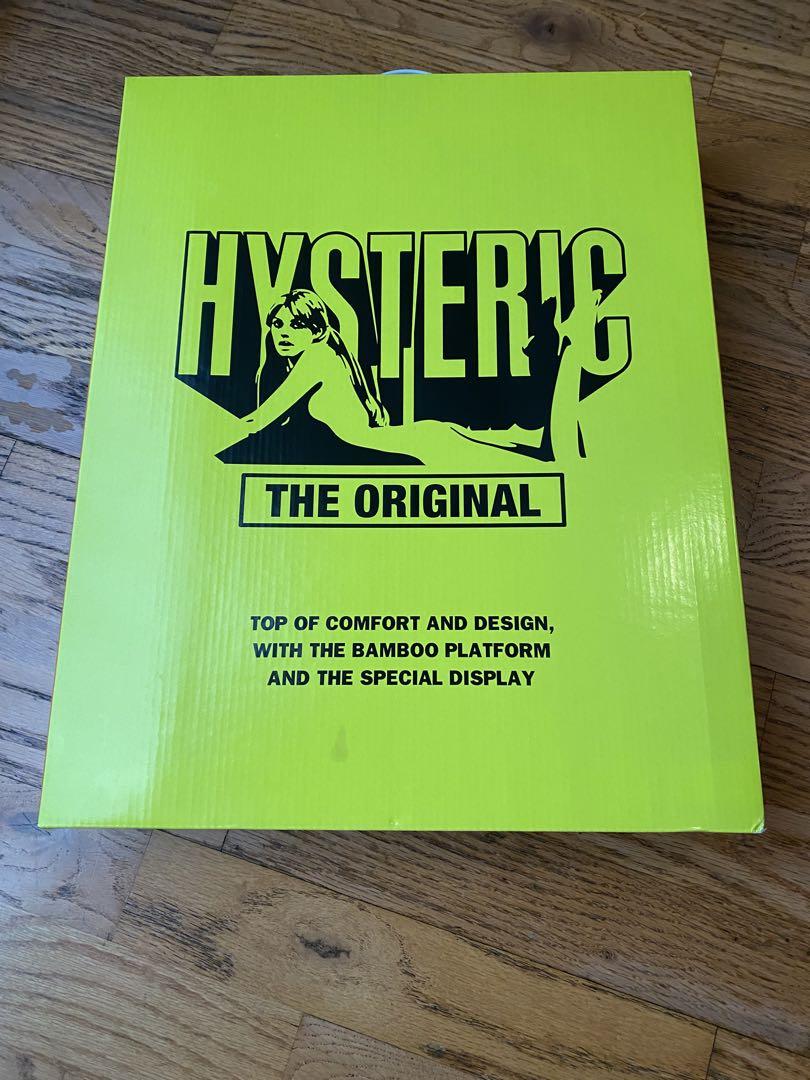 HYSTERIC
THE ORIGINAL
TOP OF COMFORT AND DESIGN,
WITH THE BAMBOO PLATFORM
AND THE SPECIAL DISPLAY